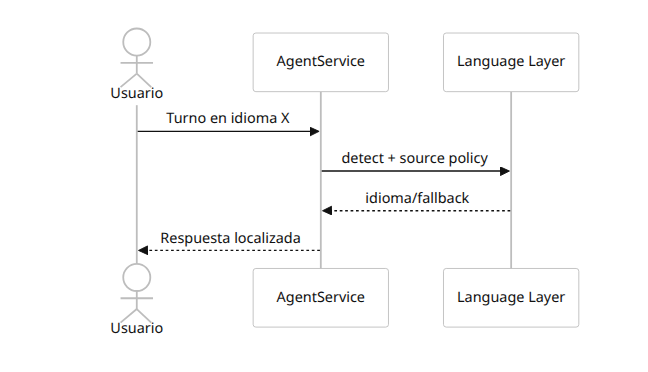 Usuario
AgentService
Language Layer
Turno en idioma X
detect + source policy
idioma/fallback
Respuesta localizada
Usuario
AgentService
Language Layer